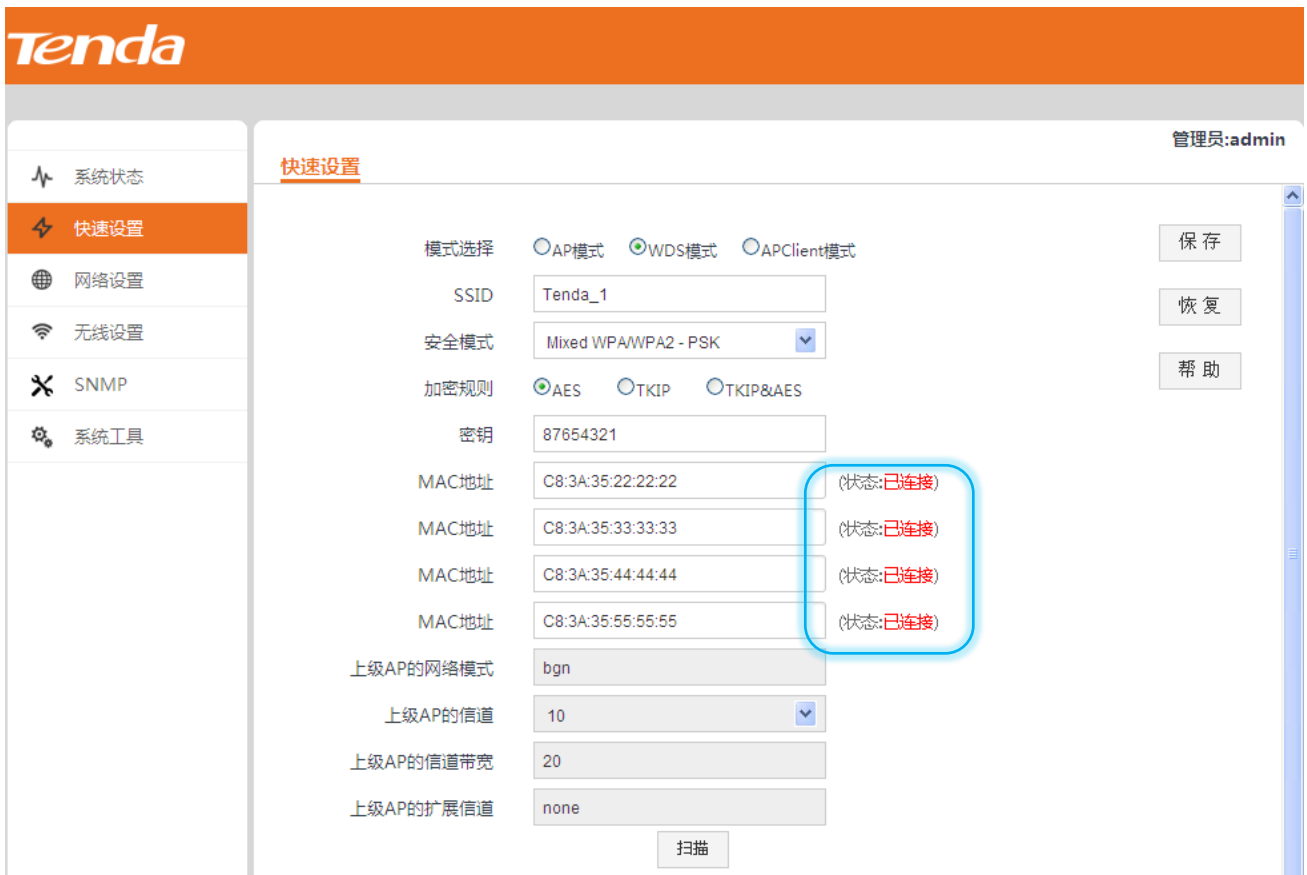 Tenda
管理员:admin
快速设置
系统状态
快速设置
网络设置
无线设置
SNMP
系统工具
模式选择 AP模式 WDS模式 APClient模式
保存
SSID Tenda_1
恢复
安全模式 Mixed WPA/WPA2 - PSK
帮助
加密规则 AES TKIP TKIP&AES
密钥 87654321
MAC地址 C8:3A:35:22:22:22 (状态:已连接)
MAC地址 C8:3A:35:33:33:33 (状态:已连接)
MAC地址 C8:3A:35:44:44:44 (状态:已连接)
MAC地址 C8:3A:35:55:55:55 (状态:已连接)
上级AP的网络模式 bgn
上级AP的信道 10
上级AP的信道带宽 20
上级AP的扩展信道 none
扫描